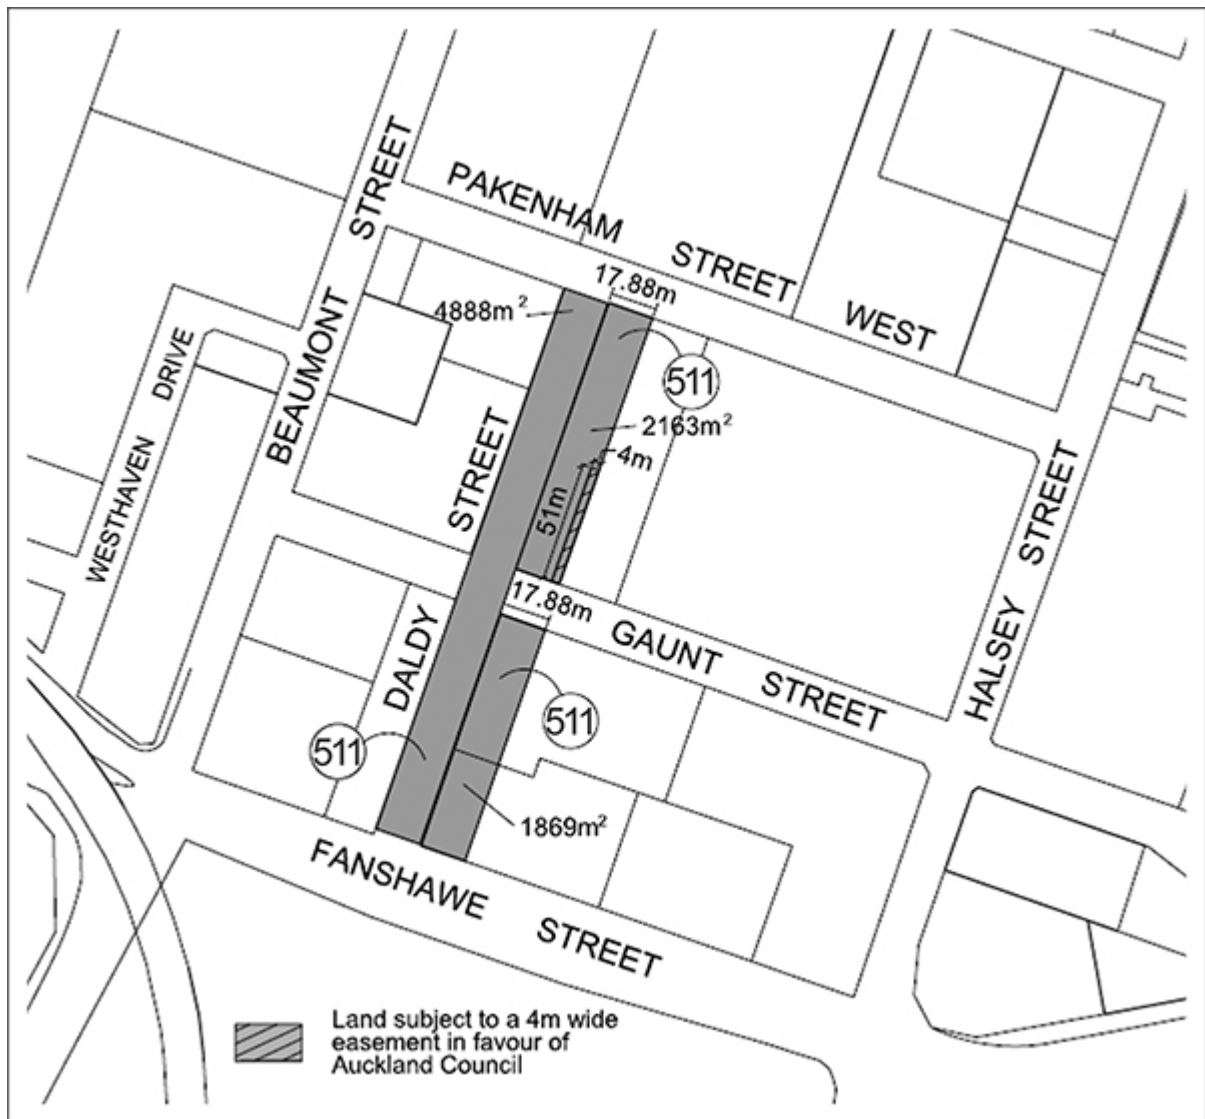 PAKENHAM STREET WEST
17.88m
4888m²
BEAUMONT STREET
WESTHAVEN DRIVE
511
2163m²
4m
51m
DALDY STREET
17.88m
GAUNT STREET
HALSEY STREET
511
511
1869m²
FANSHAWE STREET
Land subject to a 4m wide
easement in favour of
Auckland Council